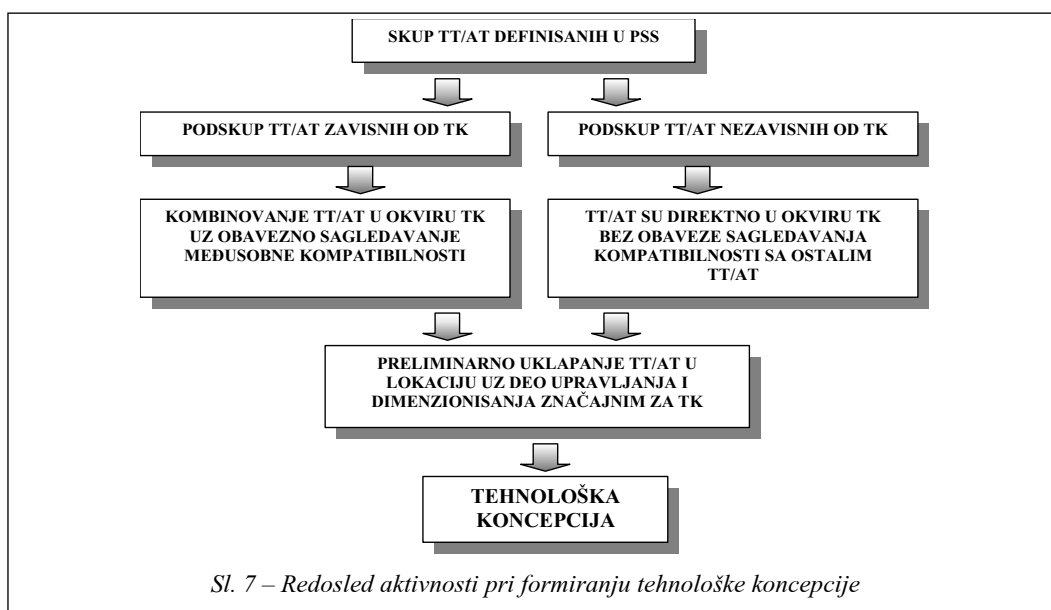 SKUP TT/AT DEFINISANIH U PSS
PODSKUP TT/AT ZAVISNIH OD TK
PODSKUP TT/AT NEZAVISNIH OD TK
KOMBINOVANJE TT/AT U OKVIRU TK
UZ OBAVEZNO SAGLEDAVANJE
MEĐUSOBNE KOMPATIBILNOSTI
TT/AT SU DIREKTNO U OKVIRU TK
BEZ OBAVEZE SAGLEDAVANJA
KOMPATIBILNOSTI SA OSTALIM
TT/AT
PRELIMINARNO UKLAPANJE TT/AT U
LOKACIJU UZ DEO UPRAVLJANJA I
DIMENZIONISANJA ZNAČAJNIM ZA TK
TEHNOLOŠKA
KONCEPCIJA
Sl. 7 – Redosled aktivnosti pri formiranju tehnološke koncepcije